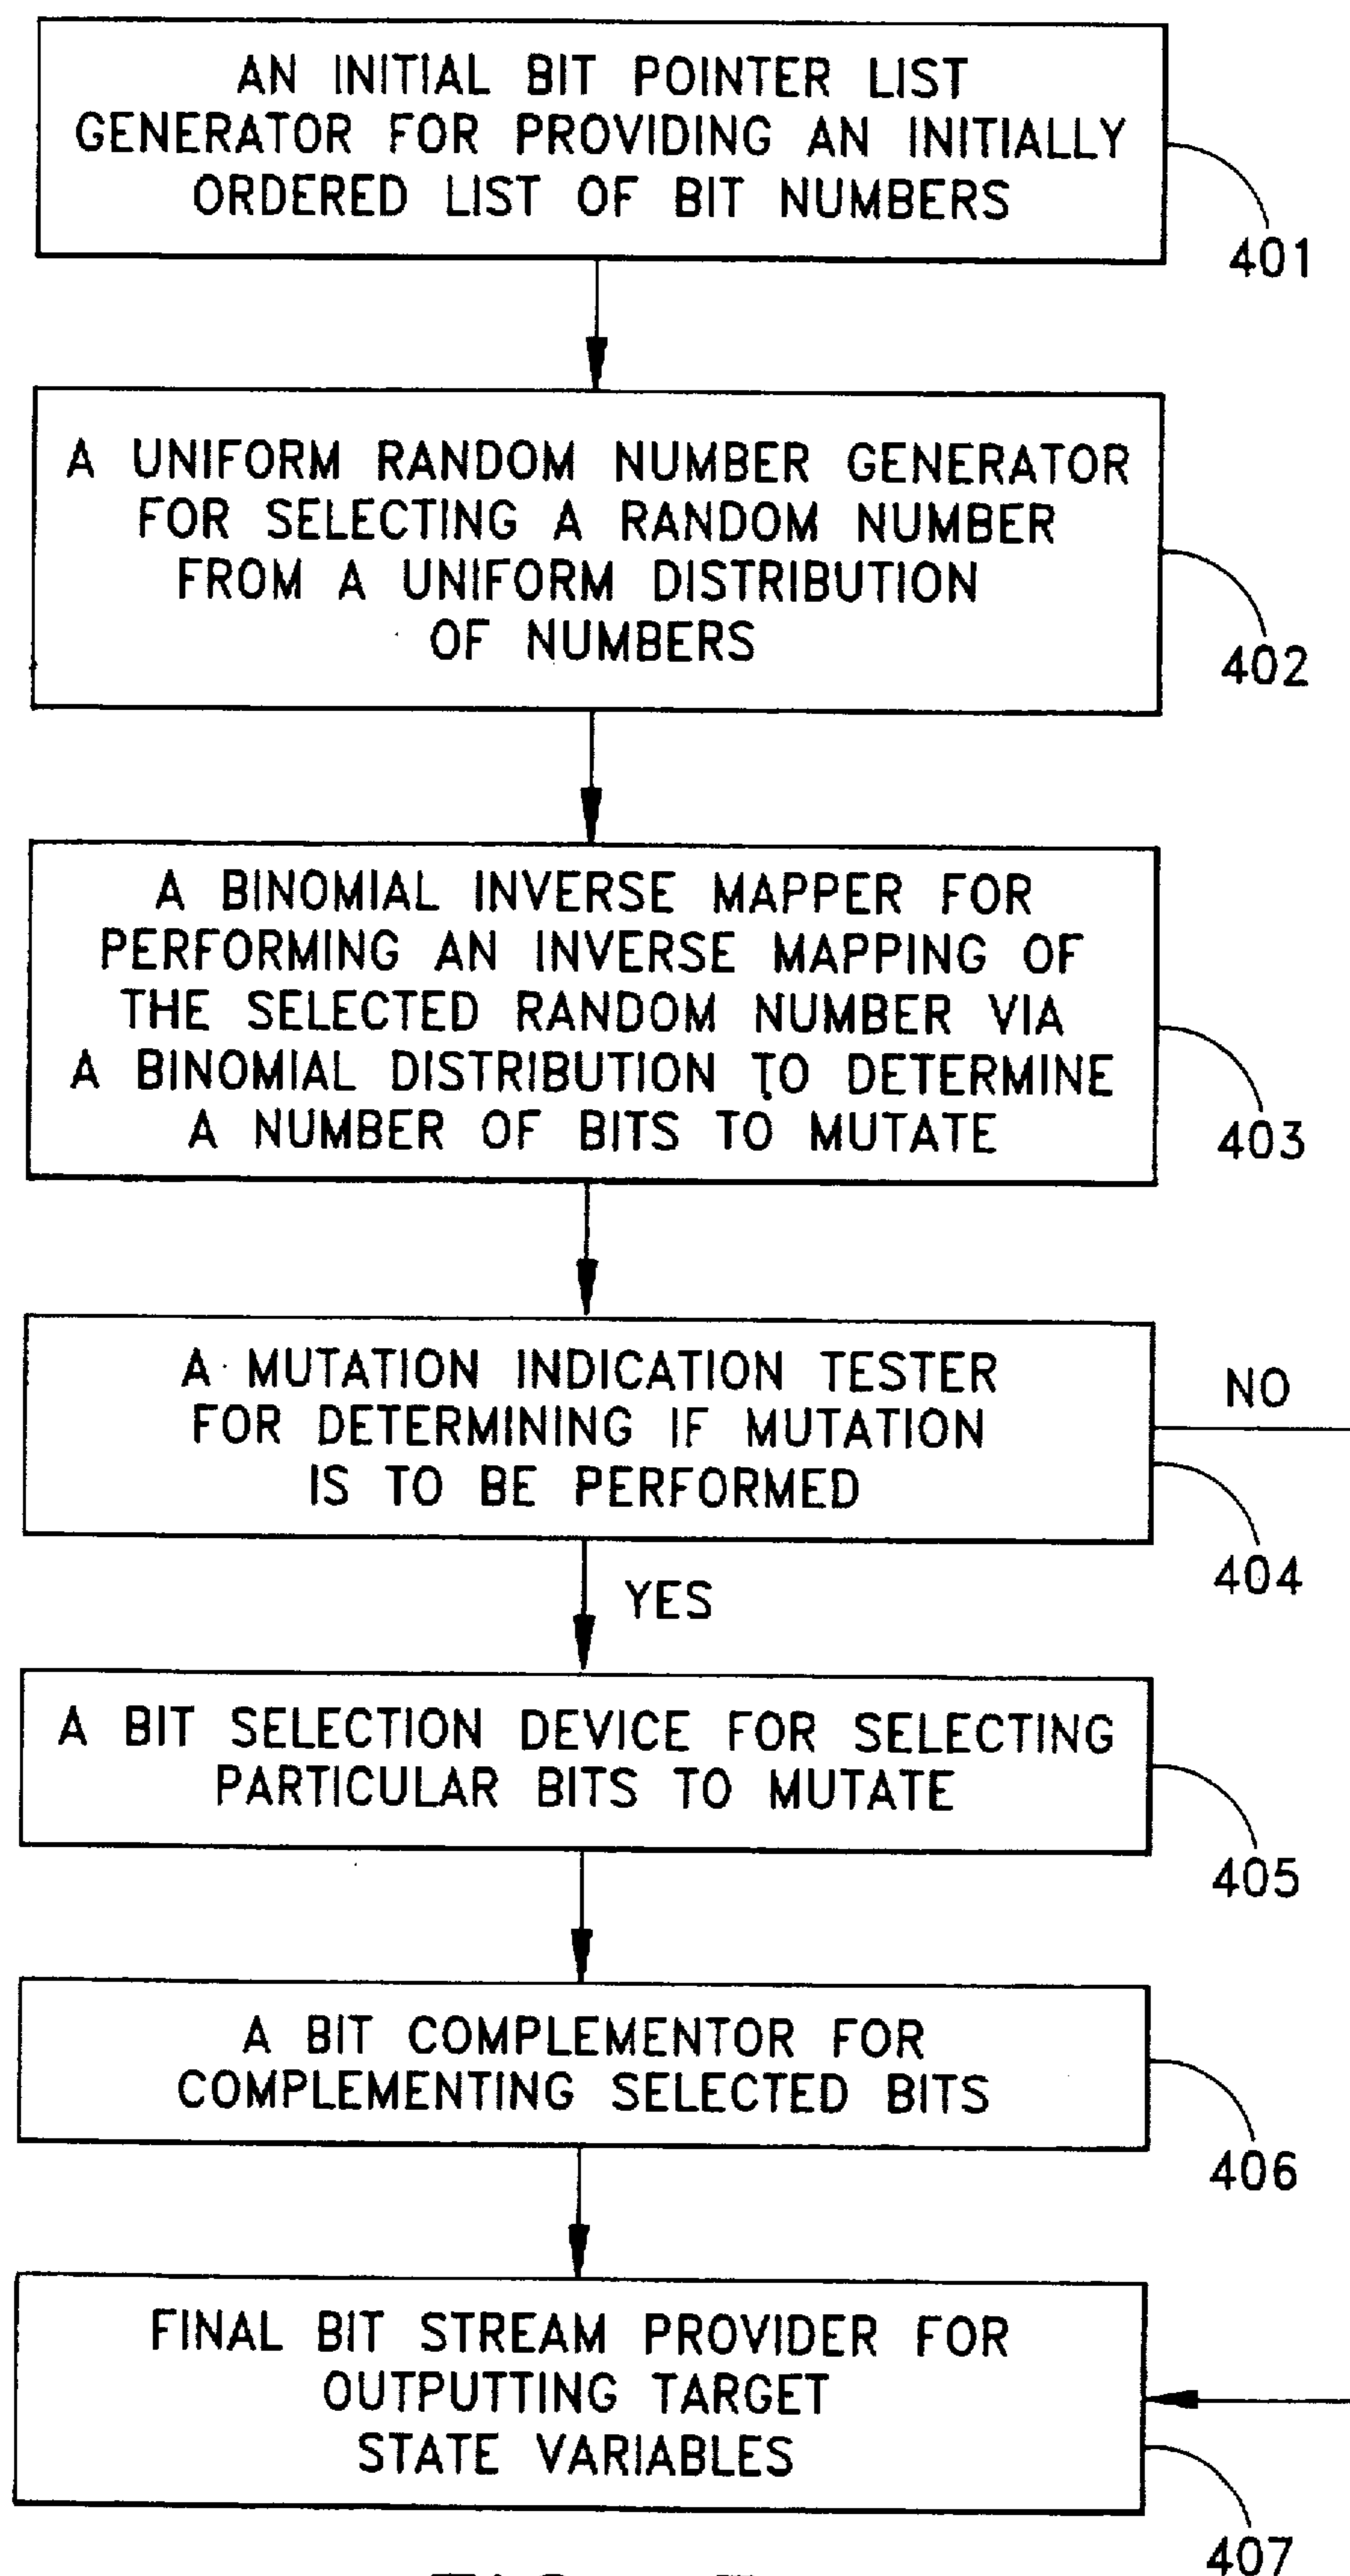 AN INITIAL BIT POINTER LIST
GENERATOR FOR PROVIDING AN INITIALLY
ORDERED LIST OF BIT NUMBERS
401
A UNIFORM RANDOM NUMBER GENERATOR
FOR SELECTING A RANDOM NUMBER
FROM A UNIFORM DISTRIBUTION
OF NUMBERS
402
A BINOMIAL INVERSE MAPPER FOR
PERFORMING AN INVERSE MAPPING OF
THE SELECTED RANDOM NUMBER VIA
A BINOMIAL DISTRIBUTION TO DETERMINE
A NUMBER OF BITS TO MUTATE
403
A MUTATION INDICATION TESTER
FOR DETERMINING IF MUTATION
IS TO BE PERFORMED
NO
404
YES
A BIT SELECTION DEVICE FOR SELECTING
PARTICULAR BITS TO MUTATE
405
A BIT COMPLEMENTOR FOR
COMPLEMENTING SELECTED BITS
406
FINAL BIT STREAM PROVIDER FOR
OUTPUTTING TARGET
STATE VARIABLES
407